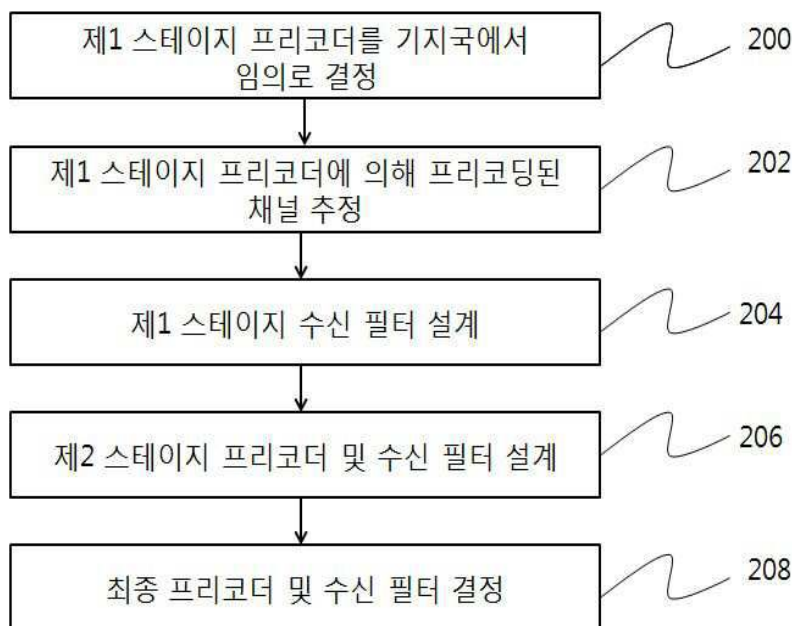 제1 스테이지 프리코더를 기지국에서
임의로 결정
200
제1 스테이지 프리코더에 의해 프리코딩된
채널 추정
202
제1 스테이지 수신 필터 설계
204
제2 스테이지 프리코더 및 수신 필터 설계
206
최종 프리코더 및 수신 필터 결정
208